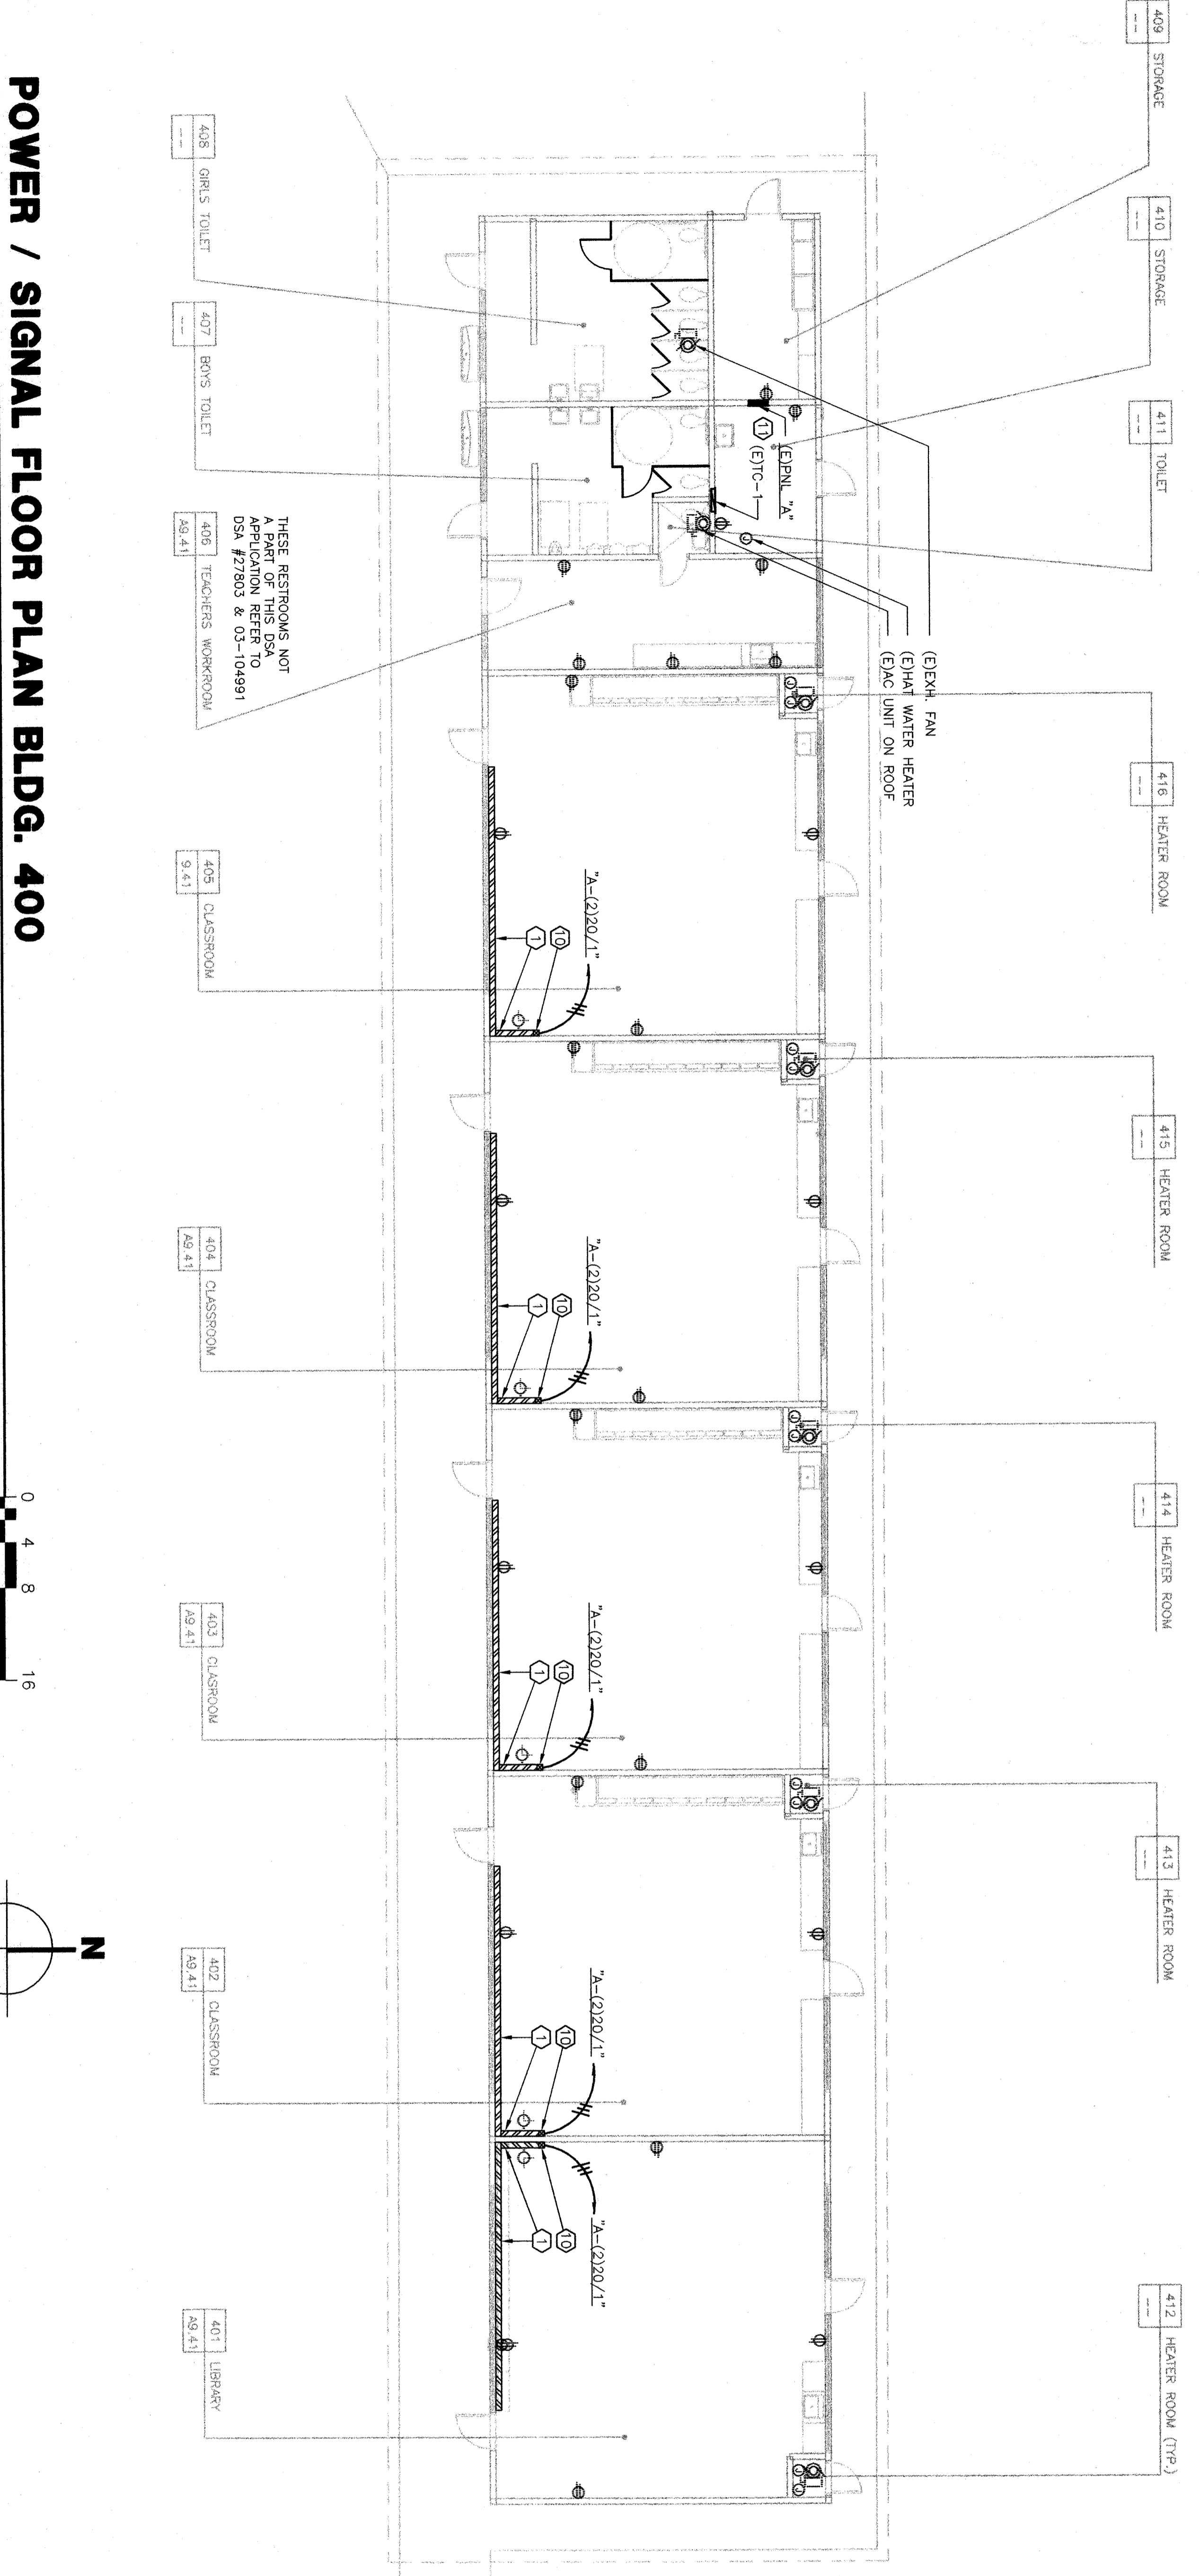 409 STORAGE
--
410 STORAGE
--
411 TOILET
--
416 HEATER ROOM
--
415 HEATER ROOM
--
414 HEATER ROOM
--
413 HEATER ROOM
--
412 HEATER ROOM (TYP.)
--
(E)EXH. FAN
(E)HAT WATER HEATER
(E)AC UNIT ON ROOF
(E)PNL "A"
11
(E)TC-1
J
J
J
J
J
J
J
J
J
J
J
"A-(2)20/1"
10
1
"A-(2)20/1"
10
1
"A-(2)20/1"
10
1
"A-(2)20/1"
10
1
"A-(2)20/1"
10
1
THESE RESTROOMS NOT
A PART OF THIS DSA
APPLICATION REFER TO
DSA #27803 & 03-104991
408 GIRLS TOILET
--
407 BOYS TOILET
--
406 TEACHERS WORKROOM
A9.41
405 CLASSROOM
9.41
404 CLASSROOM
A9.41
403 CLASROOM
A9.41
402 CLASSROOM
A9.41
401 LIBRARY
A9.41
N
POWER / SIGNAL FLOOR PLAN BLDG. 400
0 4 8 16